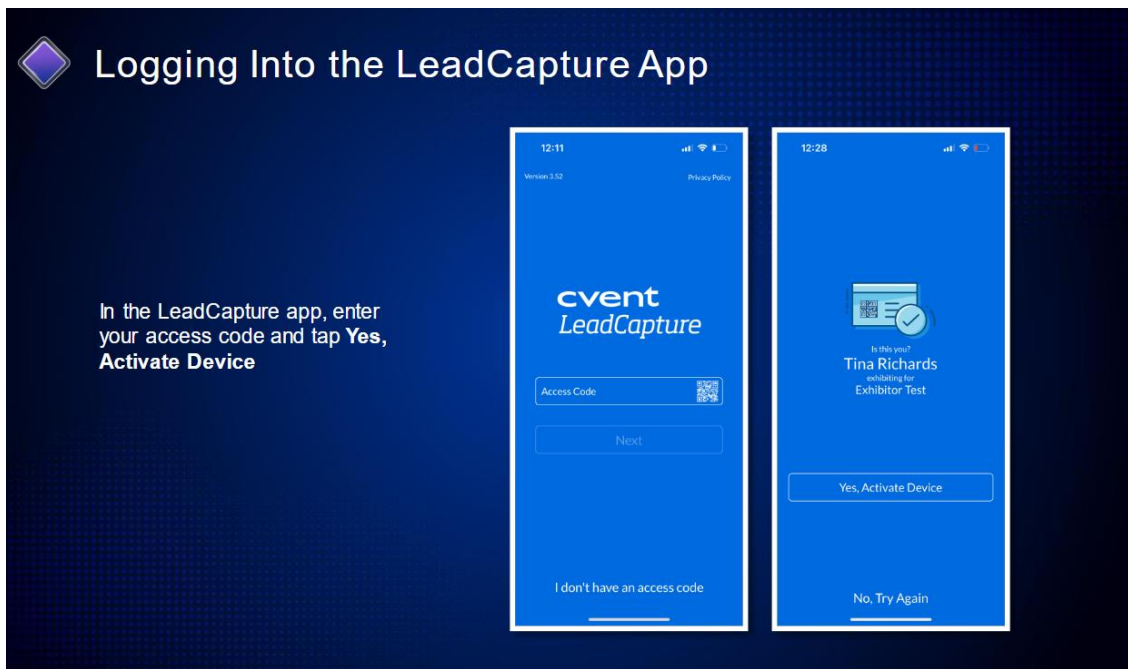 Logging Into the LeadCapture App
In the LeadCapture app, enter
your access code and tap Yes,
Activate Device
12:11
Version 3.52
Privacy Policy
cvent
LeadCapture
Access Code
Next
I don't have an access code
12:28
Is this you?
Tina Richards
exhibiting for
Exhibitor Test
Yes, Activate Device
No, Try Again